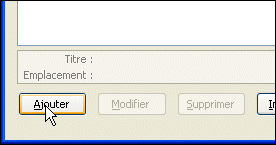 Titre :
Emplacement :
Ajouter Modifier Supprimer